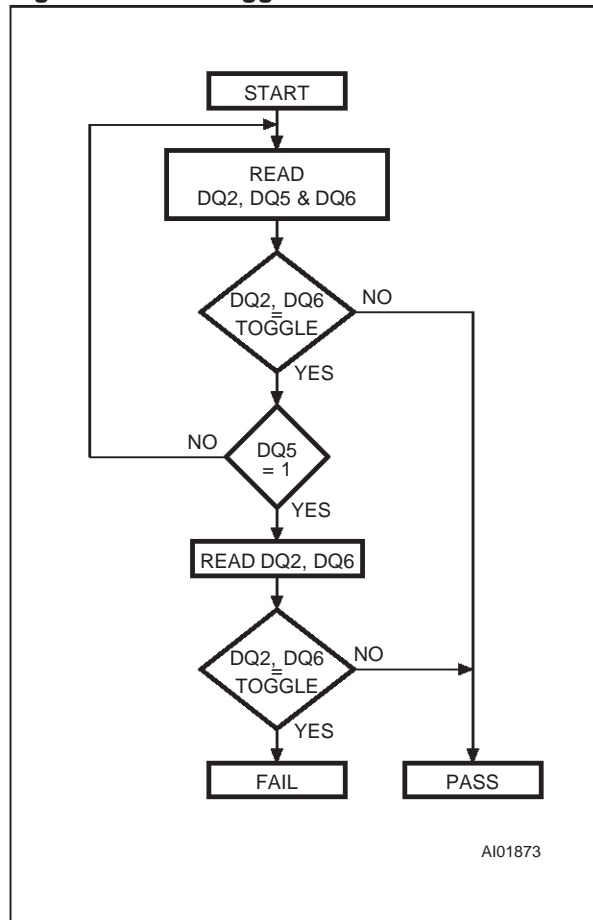 START
READ
DQ2, DQ5 & DQ6
DQ2, DQ6
=
TOGGLE
NO
YES
NO
DQ5
= 1
YES
READ DQ2, DQ6
DQ2, DQ6
=
TOGGLE
NO
YES
FAIL
PASS
AI01873